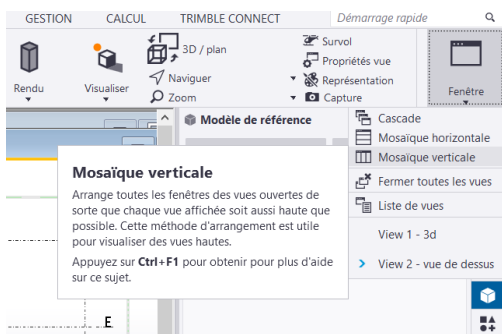 GESTION CALCUL TRIMBLE CONNECT Démarrage rapide
3D / plan
Survol
Propriétés vue
Naviguer
Représentation
Rendu
Visualiser
Zoom
Capture
Fenêtre
Modèle de référence
Cascade
Mosaïque horizontale
Mosaïque verticale
Fermer toutes les vues
Liste de vues
View 1 - 3d
View 2 - vue de dessus
Mosaïque verticale
Arrange toutes les fenêtres des vues ouvertes de
sorte que chaque vue affichée soit aussi haute que
possible. Cette méthode d'arrangement est utile
pour visualiser des vues hautes.
Appuyez sur Ctrl+F1 pour obtenir pour plus d'aide
sur ce sujet.
E